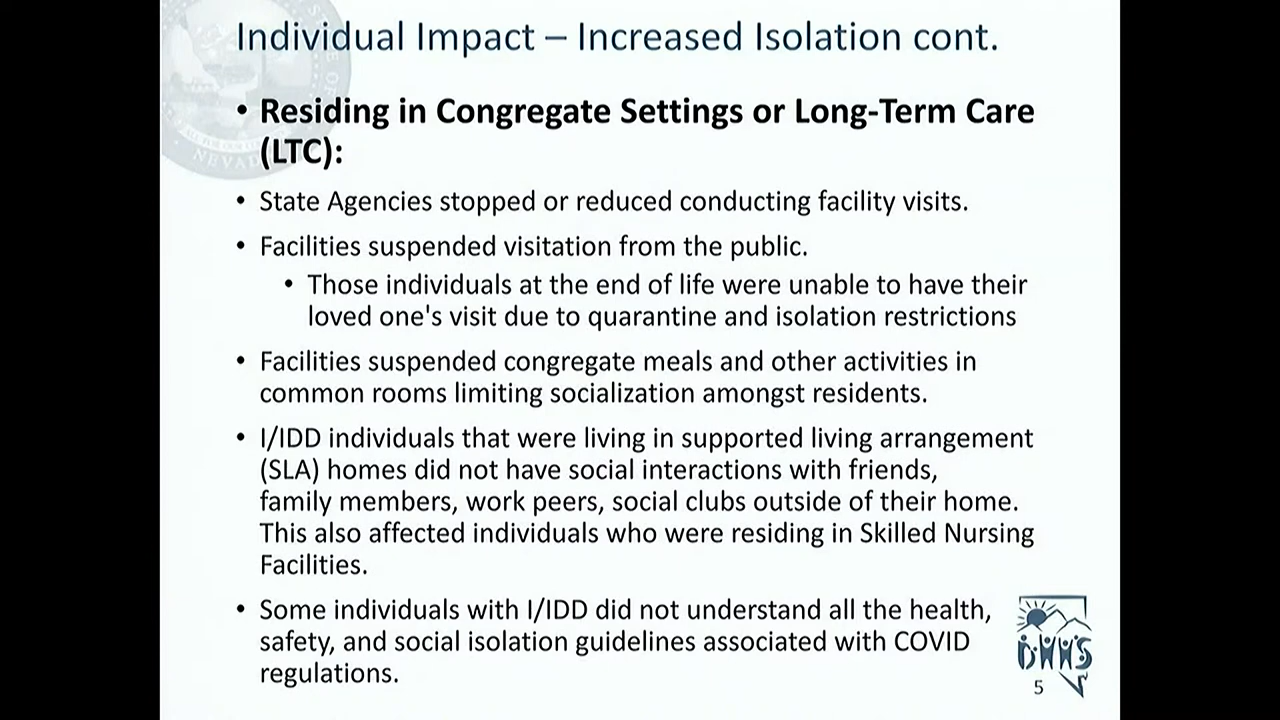 Individual Impact – Increased Isolation cont.
• Residing in Congregate Settings or Long-Term Care
(LTC):
• State Agencies stopped or reduced conducting facility visits.
• Facilities suspended visitation from the public.
• Those individuals at the end of life were unable to have their
loved one's visit due to quarantine and isolation restrictions
• Facilities suspended congregate meals and other activities in
common rooms limiting socialization amongst residents.
• I/IDD individuals that were living in supported living arrangement
(SLA) homes did not have social interactions with friends,
family members, work peers, social clubs outside of their home.
This also affected individuals who were residing in Skilled Nursing
Facilities.
• Some individuals with I/IDD did not understand all the health,
safety, and social isolation guidelines associated with COVID
regulations.
DHHS
5